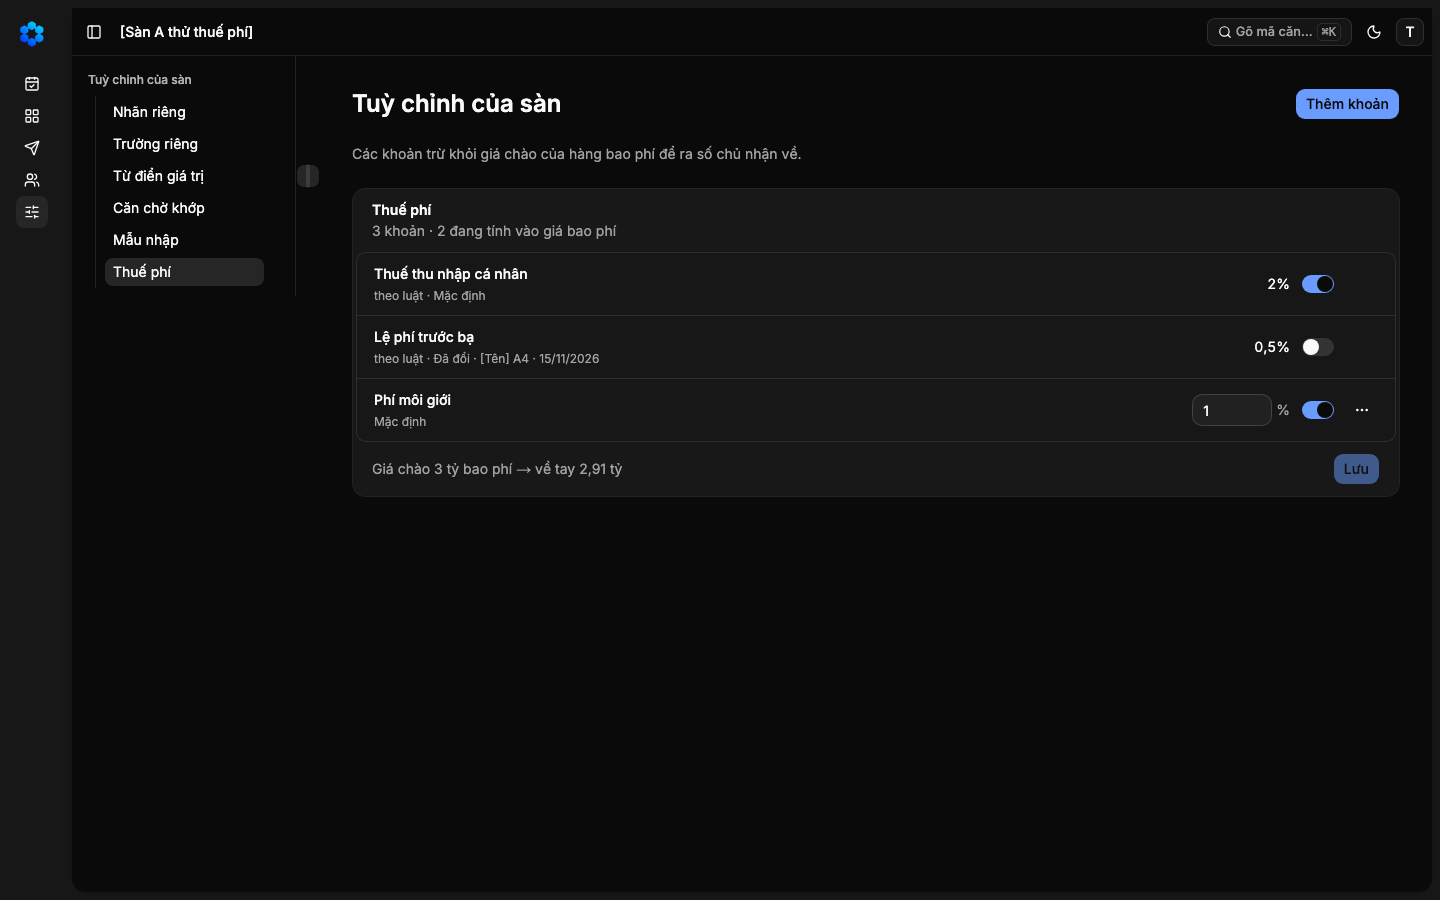 [Sàn A thử thuế phí]
Gõ mã căn... ⌘K
T
Tuỳ chỉnh của sàn
Nhãn riêng
Trường riêng
Từ điển giá trị
Căn chờ khớp
Mẫu nhập
Thuế phí
Tuỳ chỉnh của sàn
Thêm khoản
Các khoản trừ khỏi giá chào của hàng bao phí để ra số chủ nhận về.
Thuế phí
3 khoản · 2 đang tính vào giá bao phí
Thuế thu nhập cá nhân
2%
theo luật · Mặc định
Lệ phí trước bạ
0,5%
theo luật · Đã đổi · [Tên] A4 · 15/11/2026
Phí môi giới
1 %
Mặc định
Giá chào 3 tỷ bao phí → về tay 2,91 tỷ
Lưu